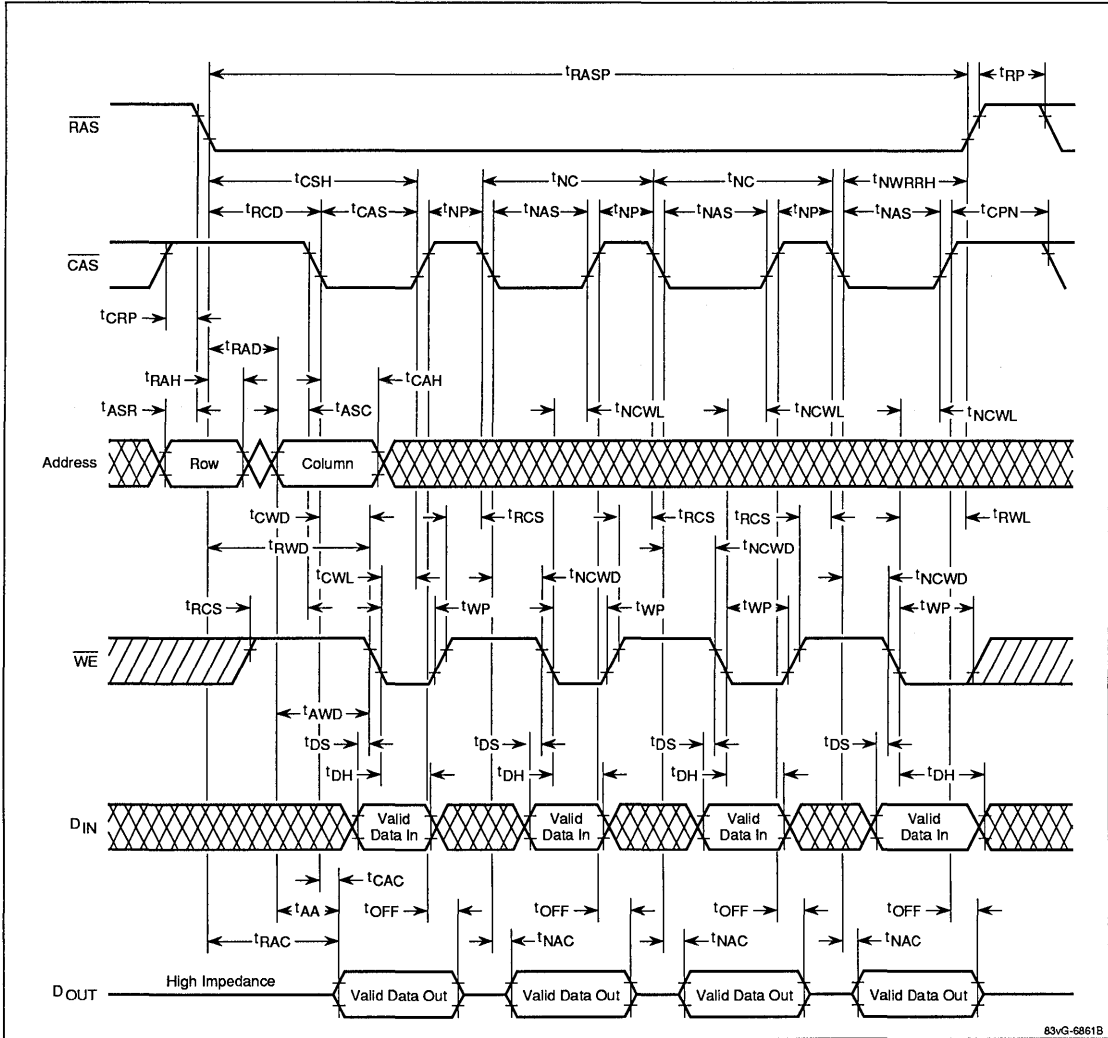 tRASP tRP
RAS
tCSH tNC tNC tNWRRH
tRCD tCAS tNP tNAS tNP tNAS tNP tNAS tCPN
CAS
tCRP
tRAD
tRAH tCAH
tASR tASC tNCWL tNCWL tNCWL
Address Row Column
tCWD tRCS tRCS tRCS tRWL
tRWD tNCWD
tCWL tNCWD tNCWD
tRCS tWP tWP tWP tWP
WE
tAWD
tDS tDS tDS tDS
tDH tDH tDH tDH
DIN Valid Data In Valid Data In Valid Data In Valid Data In
tCAC
tAA tOFF tOFF tOFF tOFF
tRAC tNAC tNAC tNAC
High Impedance
DOUT Valid Data Out Valid Data Out Valid Data Out Valid Data Out
83vG-6861B